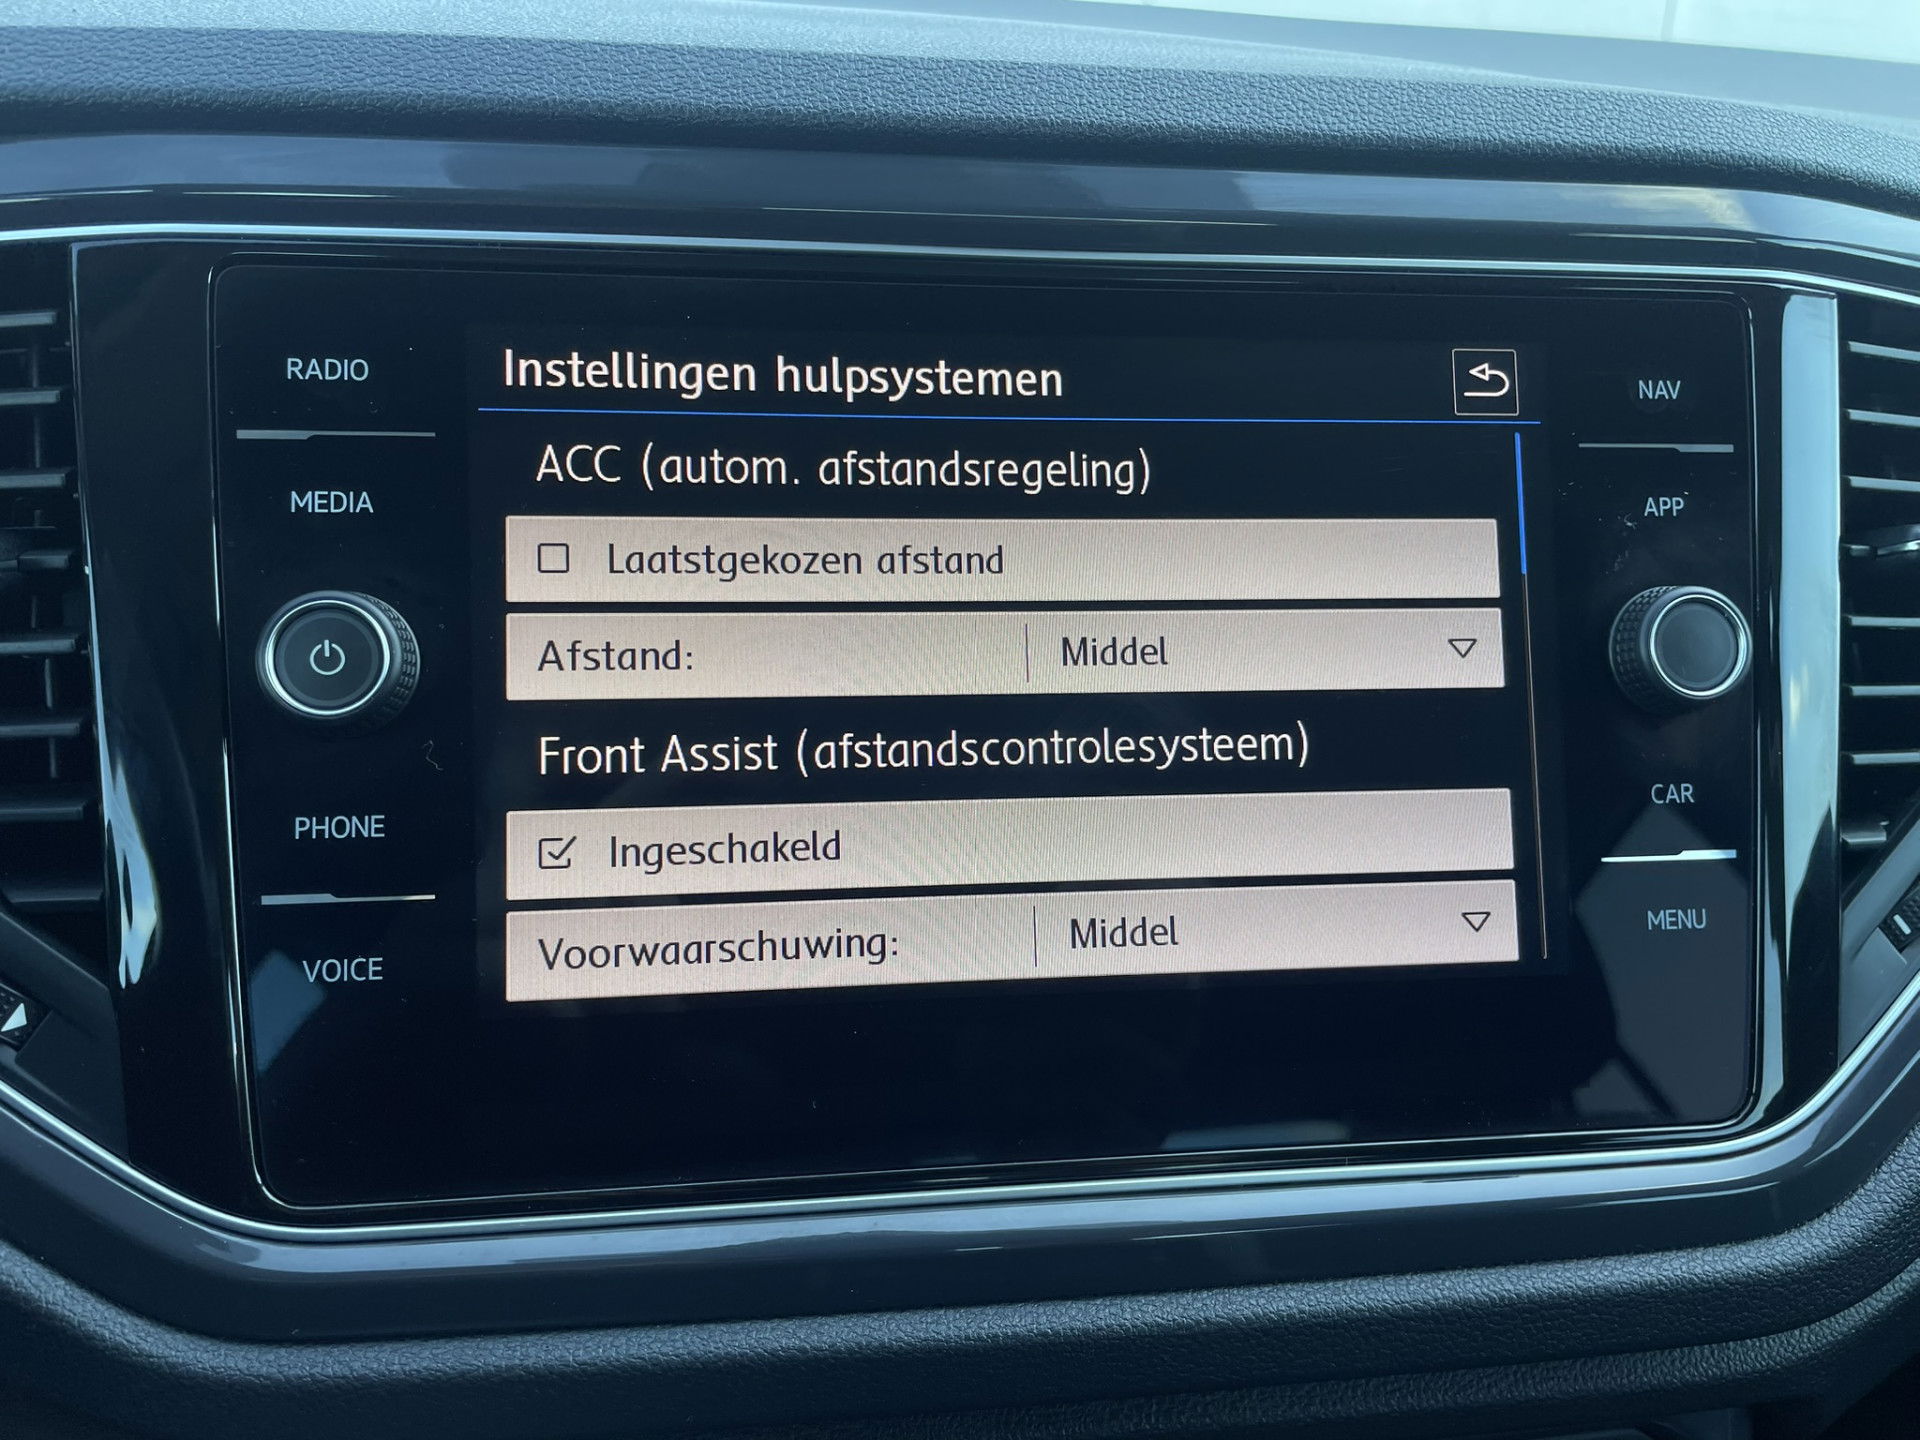 RADIO
MEDIA
PHONE
VOICE
Instellingen hulpsystemen
ACC (autom. afstandsregeling)
Laatstgekozen afstand
Afstand: Middel
Front Assist (afstandscontrolesysteem)
Ingeschakeld
Voorwaarschuwing: Middel
NAV
APP
CAR
MENU